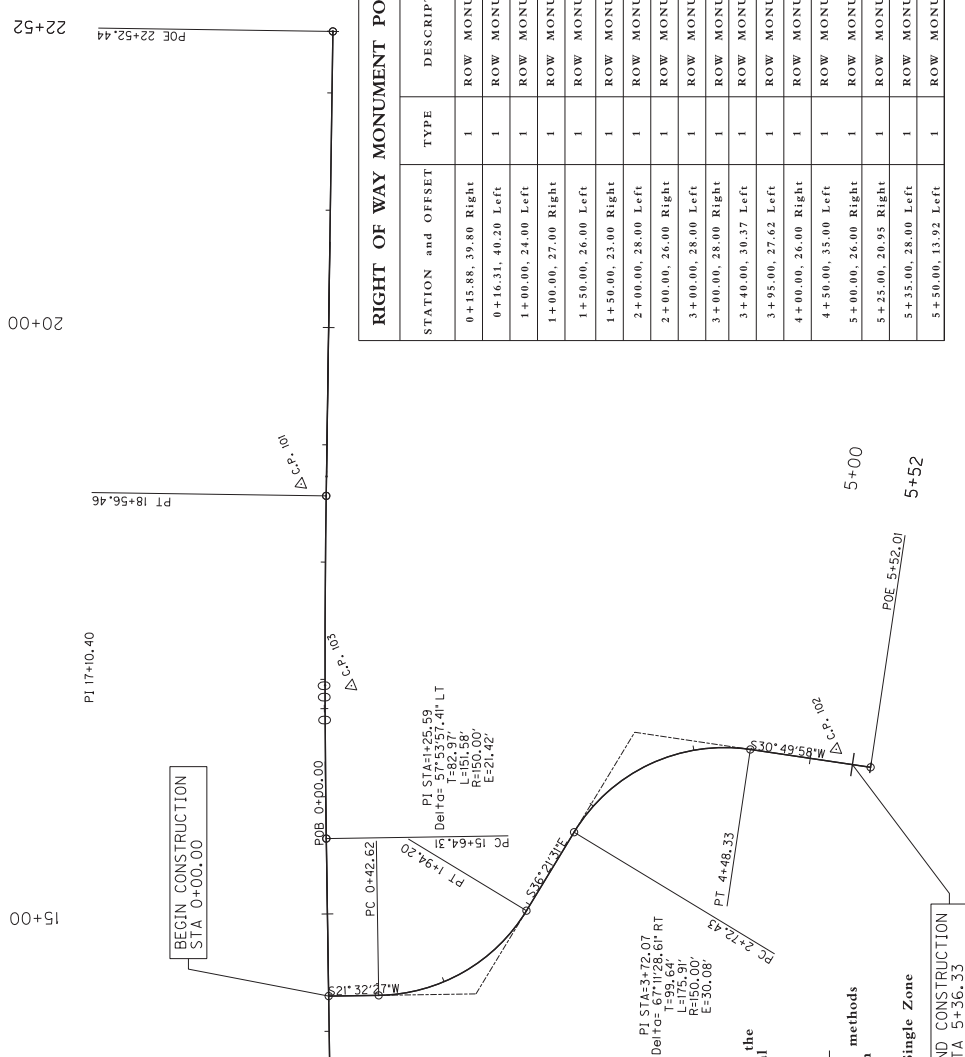 22+52
POE 22+52.44
20+00
C.P. 101
PT 18+56.46
PI 17+10.40
C.P. 103
0+00
POB 0+00.00
BEGIN CONSTRUCTION
STA 0+00.00
15+00
PC 15+64.31
PC 0+42.62
PT 1+94.20
PI STA=1+25.59
Delta= 57°53'57.41" LT
T=82.97'
L=151.58'
R=150.00'
E=21.42'
S21°32'27"W
S36°21'31"E
PC 2+72.43
PI STA=3+72.07
Delta= 67°11'28.61" RT
T=99.64'
L=175.91'
R=150.00'
E=30.08'
PT 4+48.33
S30°49'58"W
C.P. 102
POE 5+52.01
5+00
5+52
ND CONSTRUCTION
TA 5+36.33
the
methods
Single Zone
RIGHT OF WAY MONUMENT PO
STATION and OFFSET TYPE DESCRIPT
0+15.88, 39.80 Right 1 ROW MONU
0+16.31, 40.20 Left 1 ROW MONU
1+00.00, 24.00 Left 1 ROW MONU
1+00.00, 27.00 Right 1 ROW MONU
1+50.00, 26.00 Left 1 ROW MONU
1+50.00, 23.00 Right 1 ROW MONU
2+00.00, 28.00 Left 1 ROW MONU
2+00.00, 26.00 Right 1 ROW MONU
3+00.00, 28.00 Left 1 ROW MONU
3+00.00, 28.00 Right 1 ROW MONU
3+40.00, 30.37 Left 1 ROW MONU
3+95.00, 27.62 Left 1 ROW MONU
4+00.00, 26.00 Right 1 ROW MONU
4+50.00, 35.00 Left 1 ROW MONU
5+00.00, 26.00 Right 1 ROW MONU
5+25.00, 20.95 Right 1 ROW MONU
5+35.00, 28.00 Left 1 ROW MONU
5+50.00, 13.92 Left 1 ROW MONU